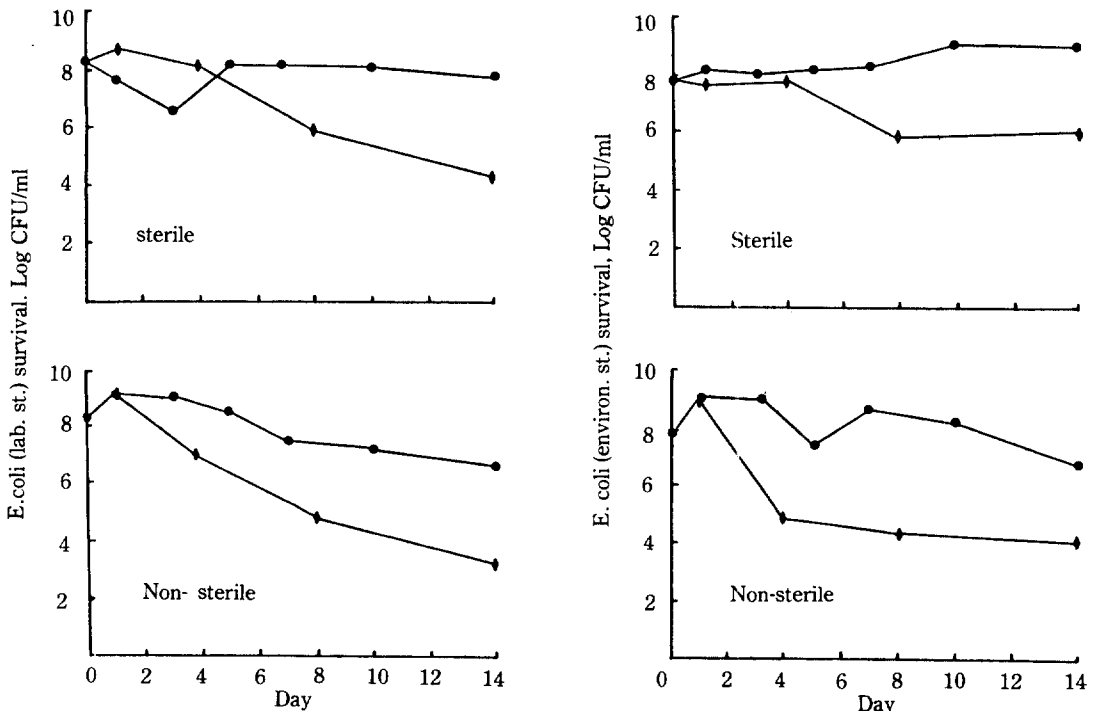 E.coli (lab. st.) survival. Log CFU/ml
10
8
6
4
2
sterile
10
8
6
4
2
Non- sterile
0 2 4 6 8 10 12 14
Day
E. coli (environ. st.) survival, Log CFU/ml
10
8
6
4
2
Sterile
10
8
6
4
2
Non-sterile
0 2 4 6 8 10 12 14
Day